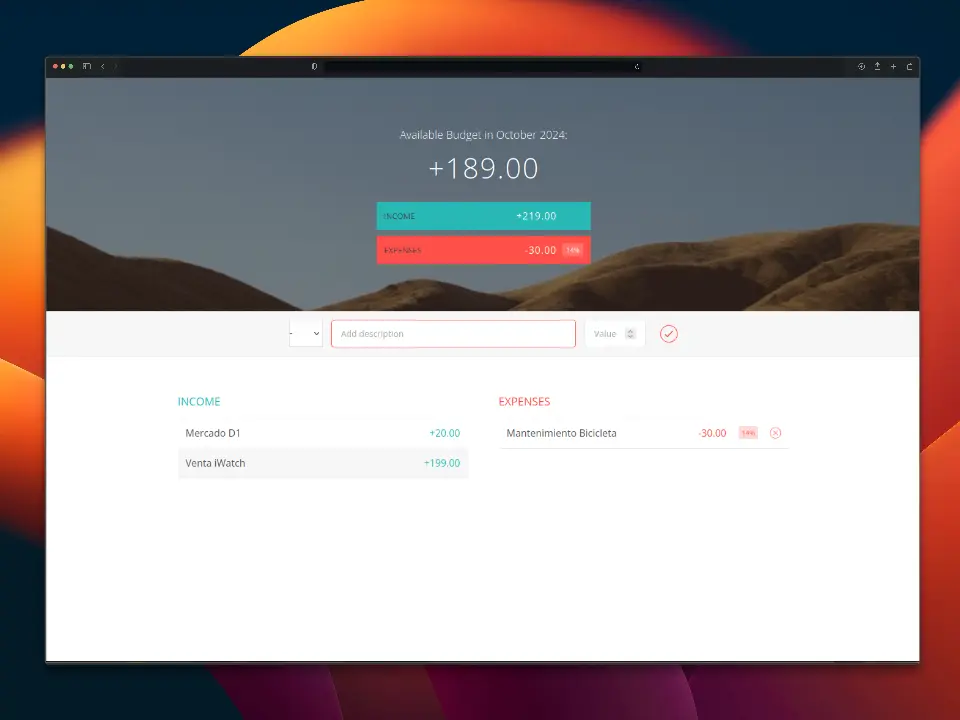 Available Budget in October 2024:
+189.00
INCOME +219.00
EXPENSES -30.00 14%
- Add description Value
INCOME
Mercado D1 +20.00
Venta iWatch +199.00
EXPENSES
Mantenimiento Bicicleta -30.00 14%